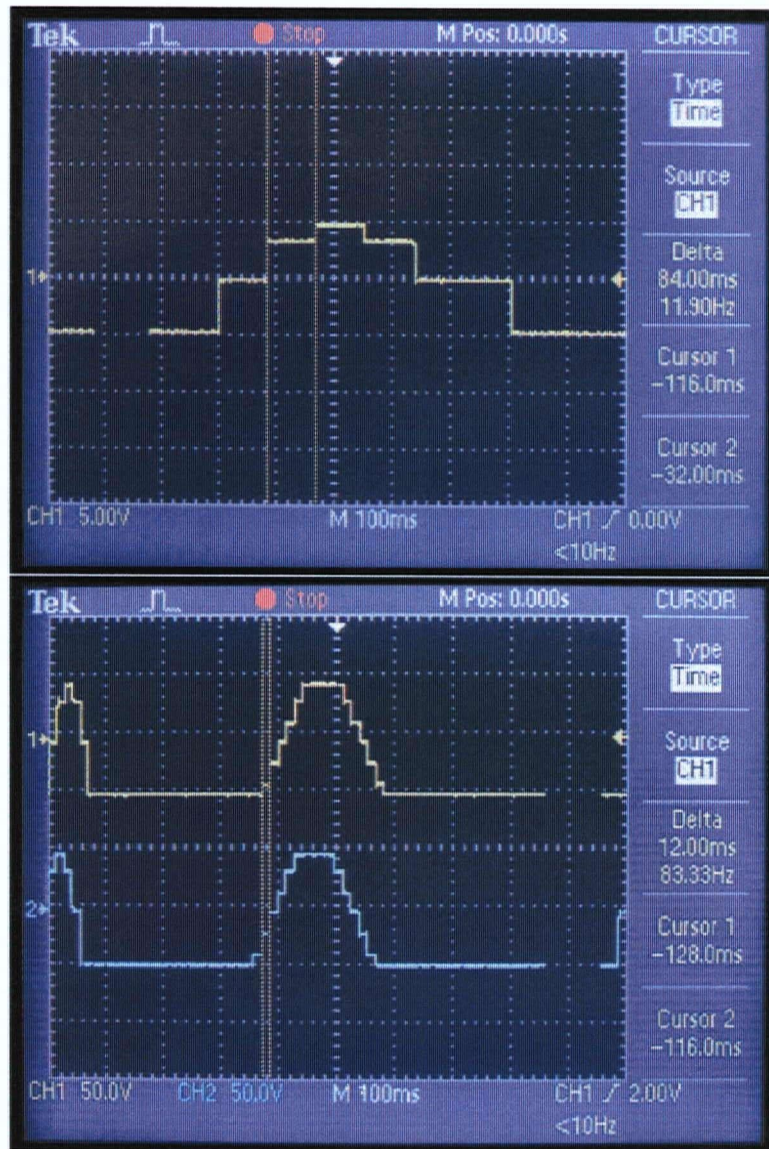 Tek Stop M Pos: 0.000s CURSOR
Type
Time
Source
CH1
Delta
84.00ms
11.90Hz
Cursor 1
-116.0ms
Cursor 2
-32.00ms
1
CH1 5.00V M 100ms CH1 0.00V
<10Hz
Tek Stop M Pos: 0.000s CURSOR
Type
Time
Source
CH1
Delta
12.00ms
83.33Hz
Cursor 1
-128.0ms
Cursor 2
-116.0ms
1
2
CH1 50.0V CH2 50.0V M 100ms CH1 2.00V
<10Hz